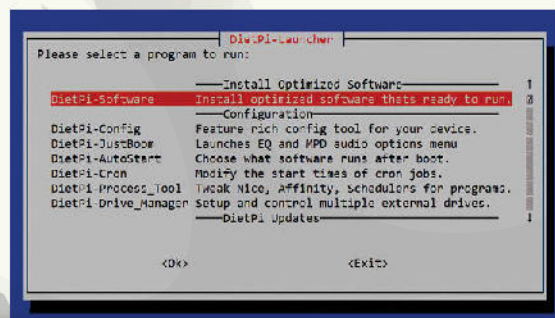 DietPi-Launcher
Please select a program to run:
Install Optimized Software
DietPi-Software Install optimized software thats ready to run.
Configuration
DietPi-Config Feature rich config tool for your device.
DietPi-JustBoom Launches EQ and MPD audio options menu
DietPi-AutoStart Choose what software runs after boot.
DietPi-Cron Modify the start times of cron jobs.
DietPi-Process_Tool Tweak Nice, Affinity, Schedulers for programs.
DietPi-Drive_Manager Setup and control multiple external drives.
DietPi Updates
<Ok> <Exit>